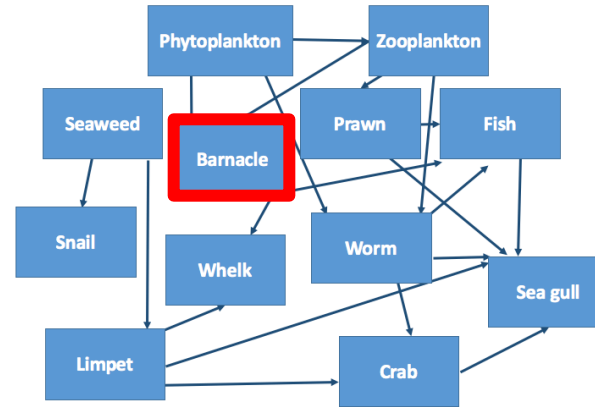 Phytoplankton
Zooplankton
Seaweed
Barnacle
Prawn
Fish
Snail
Whelk
Worm
Sea gull
Limpet
Crab